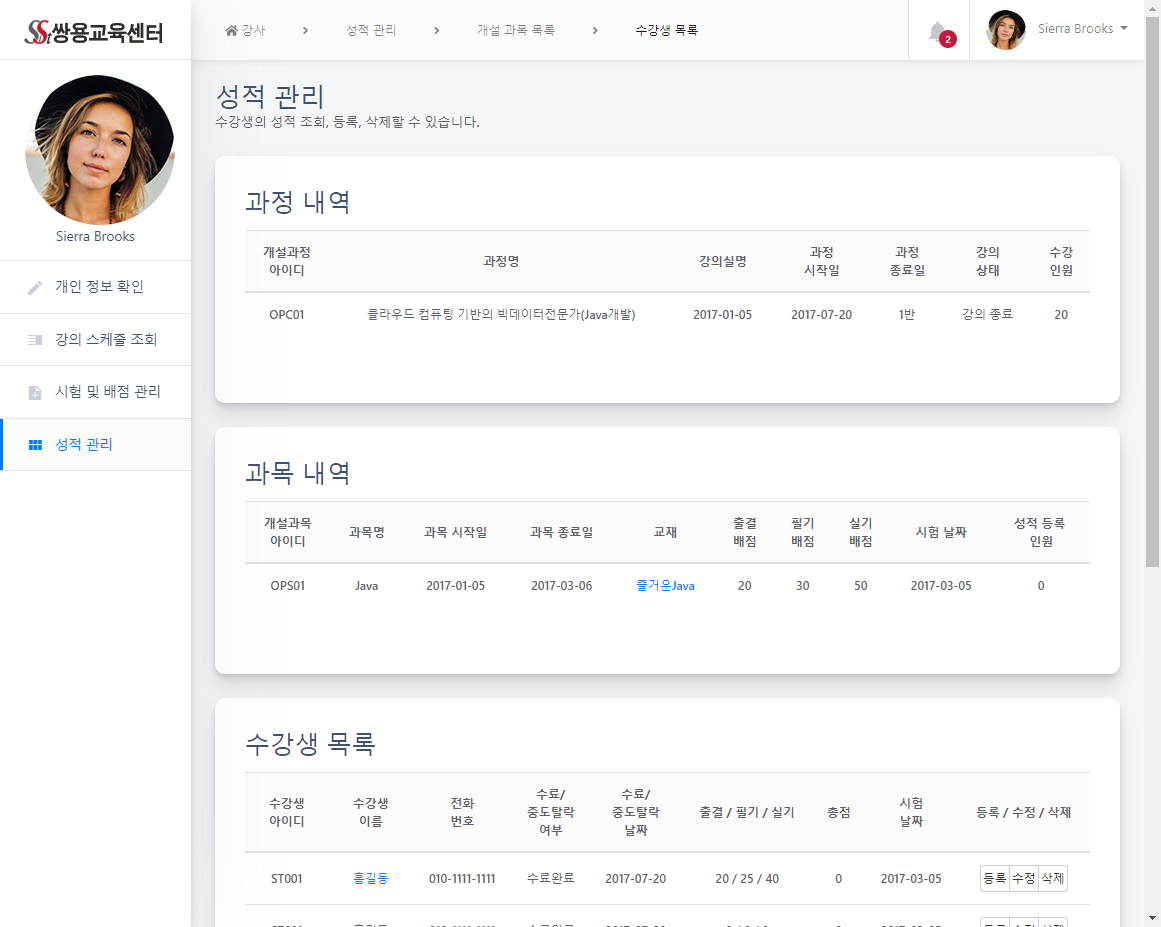 쌍용교육센터
강사 > 성적 관리 > 개설 과목 목록 > 수강생 목록
2
Sierra Brooks
Sierra Brooks
개인 정보 확인
강의 스케줄 조회
시험 및 배점 관리
성적 관리
성적 관리
수강생의 성적 조회, 등록, 삭제할 수 있습니다.
과정 내역
개설과정 아이디 과정명 강의실명 과정 시작일 과정 종료일 강의 상태 수강 인원
OPC01 클라우드 컴퓨팅 기반의 빅데이터전문가(Java개발) 2017-01-05 2017-07-20 1반 강의 종료 20
과목 내역
개설과목 아이디 과목명 과목 시작일 과목 종료일 교재 출결 배점 필기 배점 실기 배점 시험 날짜 성적 등록 인원
OPS01 Java 2017-01-05 2017-03-06 즐거운Java 20 30 50 2017-03-05 0
수강생 목록
수강생 아이디 수강생 이름 전화 번호 수료/ 중도탈락 여부 수료/ 중도탈락 날짜 출결 / 필기 / 실기 총점 시험 날짜 등록 / 수정 / 삭제
ST001 홍길동 010-1111-1111 수료완료 2017-07-20 20 / 25 / 40 0 2017-03-05 등록 수정 삭제